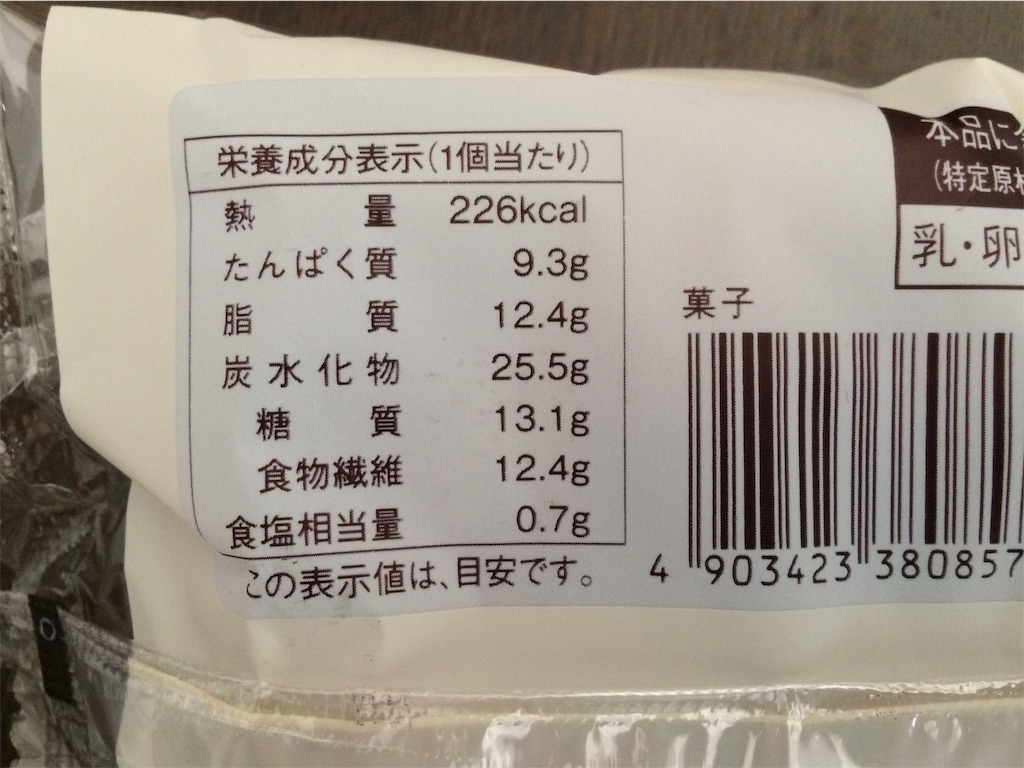 栄養成分表示(1個当たり)
熱量 226kcal
たんぱく質 9.3g
脂質 12.4g
炭水化物 25.5g
糖質 13.1g
食物繊維 12.4g
食塩相当量 0.7g
この表示値は、目安です。
本品に
(特定原
乳・卵
菓子
4 903423 380857